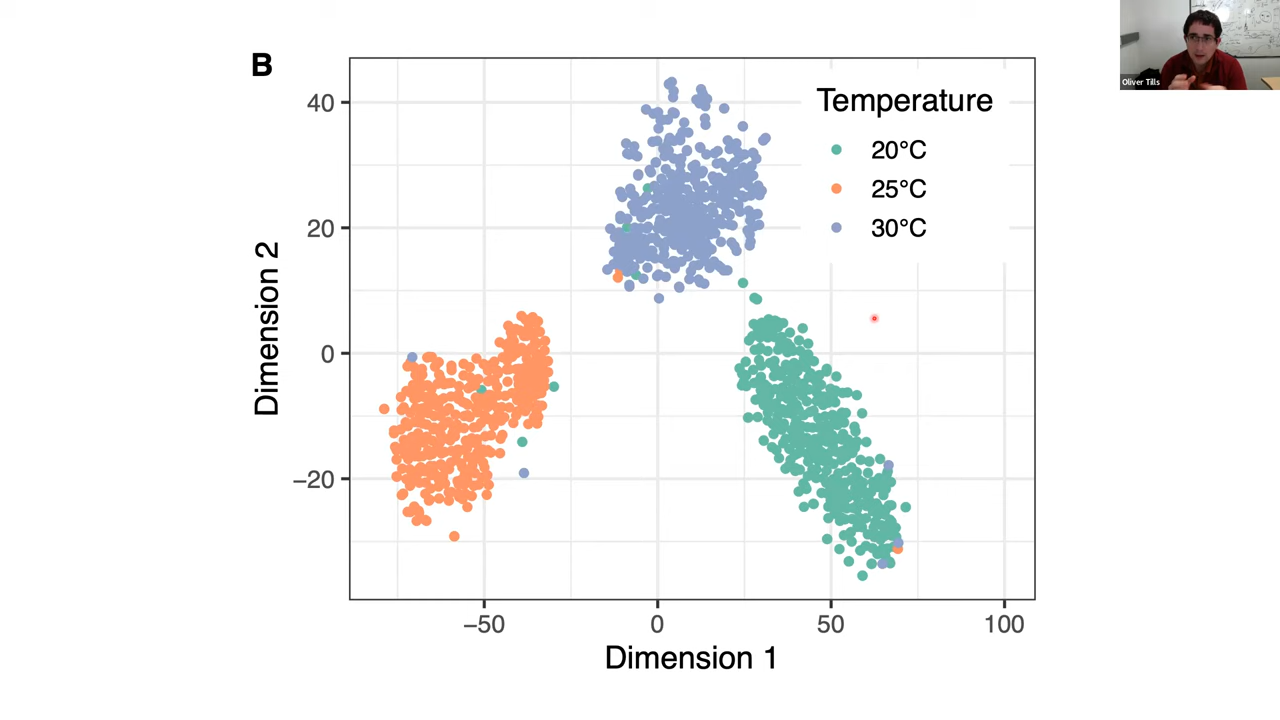 B
Oliver Tills
Temperature
20°C
25°C
30°C
40
20
0
−20
Dimension 2
−50
0
50
100
Dimension 1